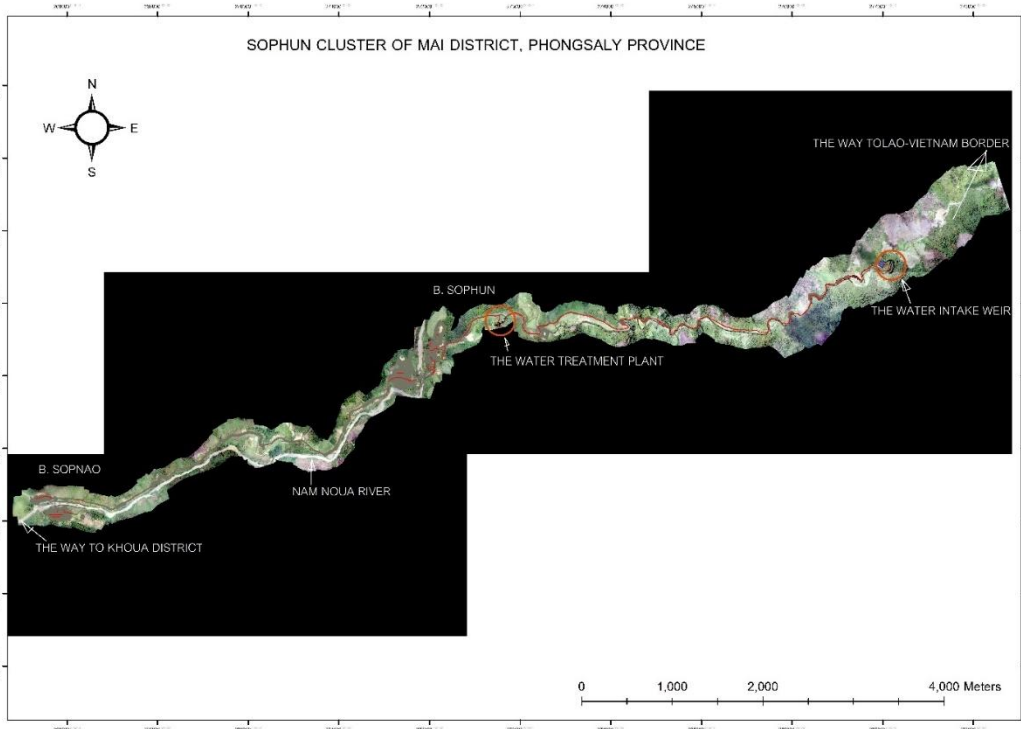 SOPHUN CLUSTER OF MAI DISTRICT, PHONGSALY PROVINCE
N
W
E
S
THE WAY TOLAO-VIETNAM BORDER
B. SOPHUN
THE WATER INTAKE WEIR
THE WATER TREATMENT PLANT
B. SOPNAO
NAM NOUA RIVER
THE WAY TO KHOUA DISTRICT
0 1,000 2,000 4,000 Meters